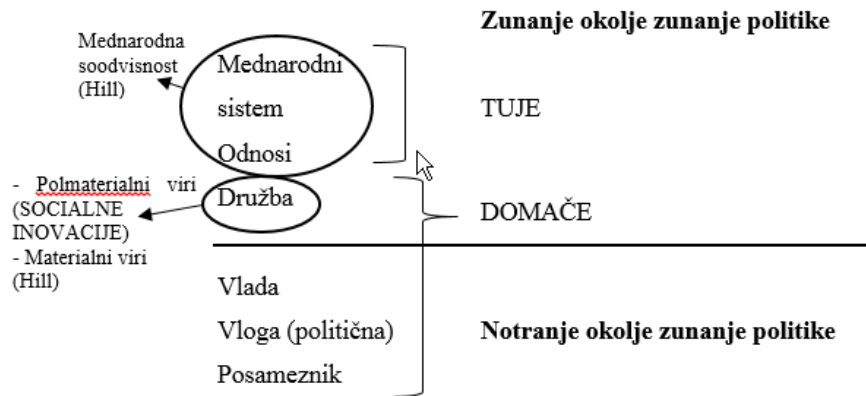 Zunanje okolje zunanje politike
Mednarodna
soodvisnost
(Hill)
Mednarodni
sistem
Odnosi
TUJE
- Polmaterialni viri
(SOCIALNE
INOVACIJE)
- Materialni viri
(Hill)
Družba
DOMAČE
Vlada
Vloga (politična)
Posameznik
Notranje okolje zunanje politike